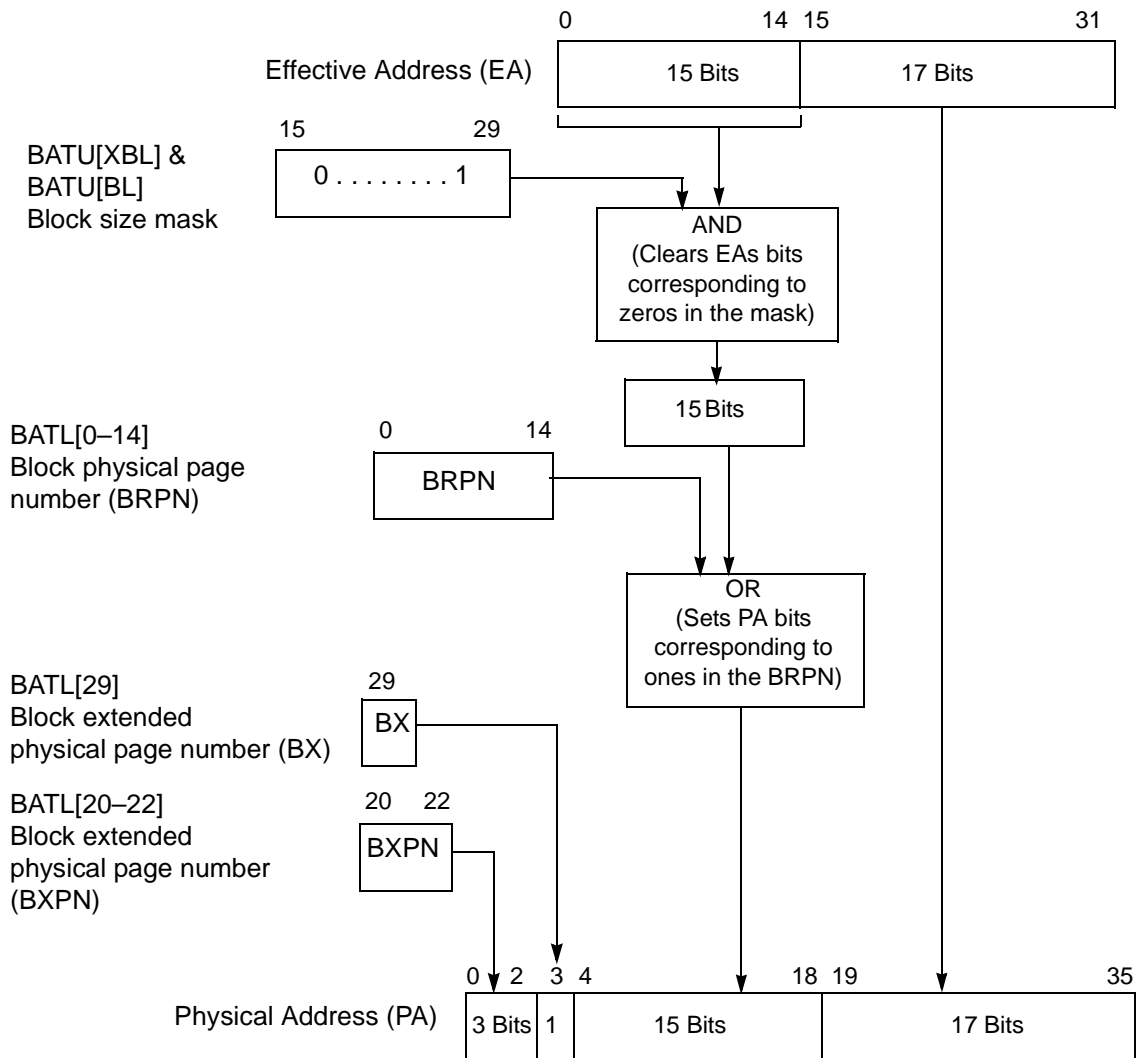 0 14 15 31
Effective Address (EA)
15 Bits 17 Bits
15 29
BATU[XBL] &
BATU[BL]
Block size mask
0 . . . . . . . . 1
AND
(Clears EAs bits
corresponding to
zeros in the mask)
15 Bits
BATL[0–14]
Block physical page
number (BRPN)
0 14
BRPN
OR
(Sets PA bits
corresponding to
ones in the BRPN)
BATL[29]
Block extended
physical page number (BX)
29
BX
BATL[20–22]
Block extended
physical page number
(BXPN)
20 22
BXPN
0 2 3 4 18 19 35
Physical Address (PA)
3 Bits 1 15 Bits 17 Bits